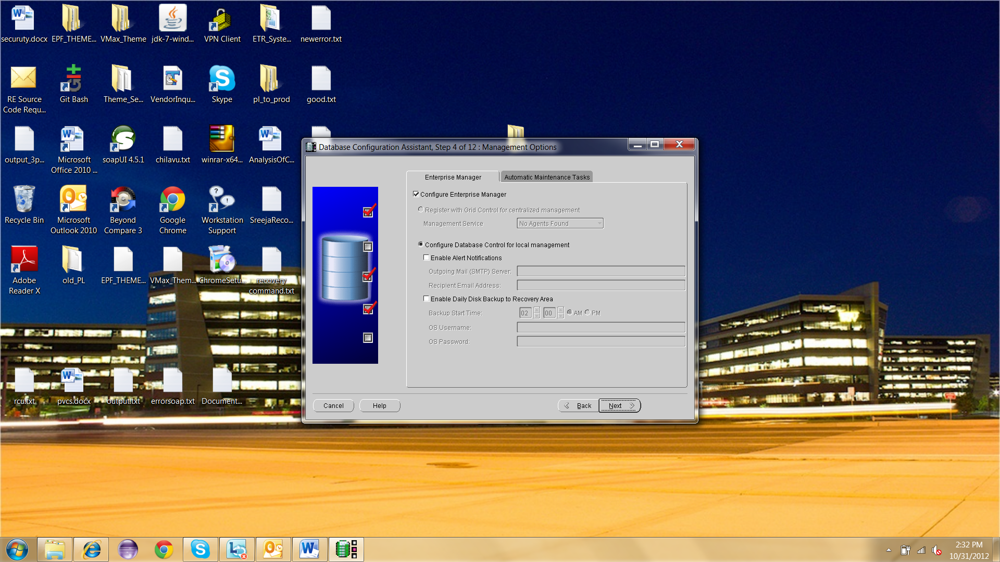 securuty.docx
EPF_THEME...
VMax_Theme
jdk-7-wind...
VPN Client
ETR_Syste...
newerror.txt
RE Source
Code Requ...
Git Bash
Theme_Se...
VendorInqu...
Skype
pl_to_prod
good.txt
output_3p...
Microsoft
Office 2010 ...
soapUI 4.5.1
chilavu.txt
winrar-x64...
AnalysisOfC...
Recycle Bin
Microsoft
Outlook 2010
Beyond
Compare 3
Google
Chrome
Workstation
Support
SreejaReco...
Adobe
Reader X
old_PL
EPF_THEME...
VMax_Them...
ChromeSetu...
recovery
command.txt
rcu.txt
pvcs.docx
output.txt
errorsoap.txt
Document...
Database Configuration Assistant, Step 4 of 12 : Management Options
Enterprise Manager
Automatic Maintenance Tasks
Configure Enterprise Manager
Register with Grid Control for centralized management
Management Service
No Agents Found
Configure Database Control for local management
Enable Alert Notifications
Outgoing Mail (SMTP) Server:
Recipient Email Address:
Enable Daily Disk Backup to Recovery Area
Backup Start Time:
02
00
AM
PM
OS Username:
OS Password:
Cancel
Help
Back
Next
2:32 PM
10/31/2012